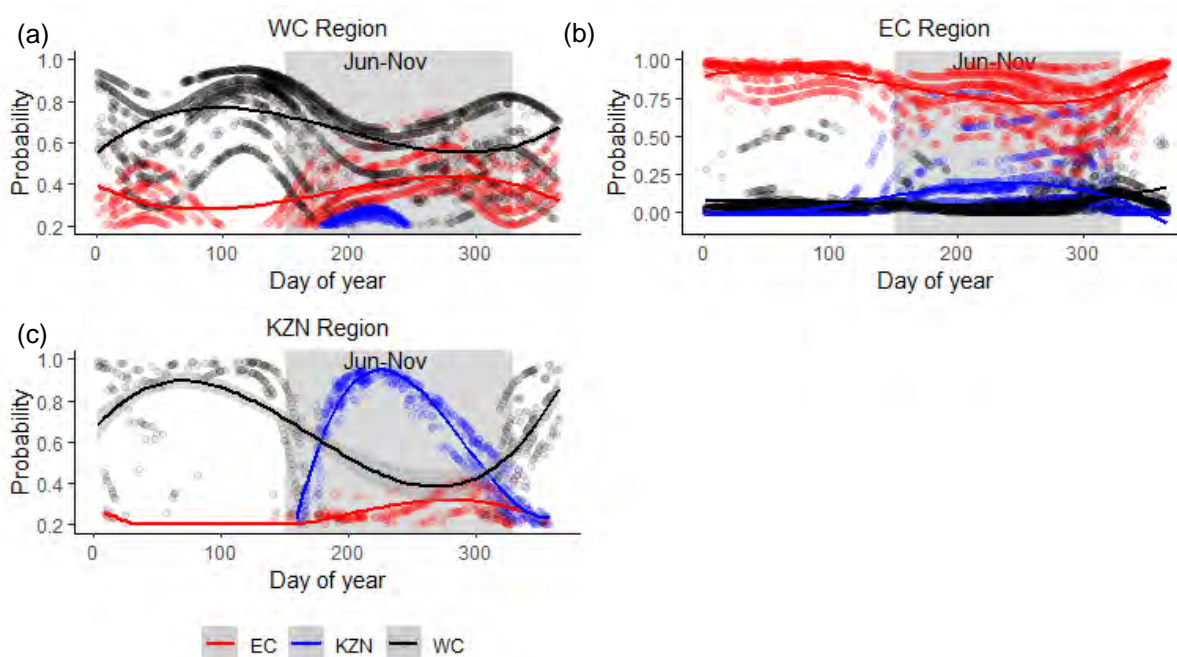 (a)
WC Region
Jun-Nov
Probability
1.0
0.8
0.6
0.4
0.2
0 100 200 300
Day of year
(b)
EC Region
Jun-Nov
Probability
1.00
0.75
0.50
0.25
0.00
0 100 200 300
Day of year
(c)
KZN Region
Jun-Nov
Probability
1.0
0.8
0.6
0.4
0.2
0 100 200 300
Day of year
EC KZN WC